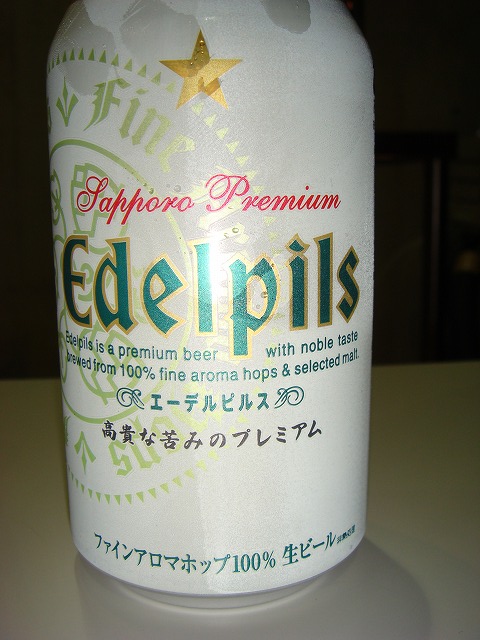 Fine
Sapporo Premium
Edelpils
Edelpils is a premium beer with noble taste
brewed from 100% fine aroma hops & selected malt.
エーデルピルス
高貴な苦みのプレミアム
ファインアロマホップ100% 生ビール